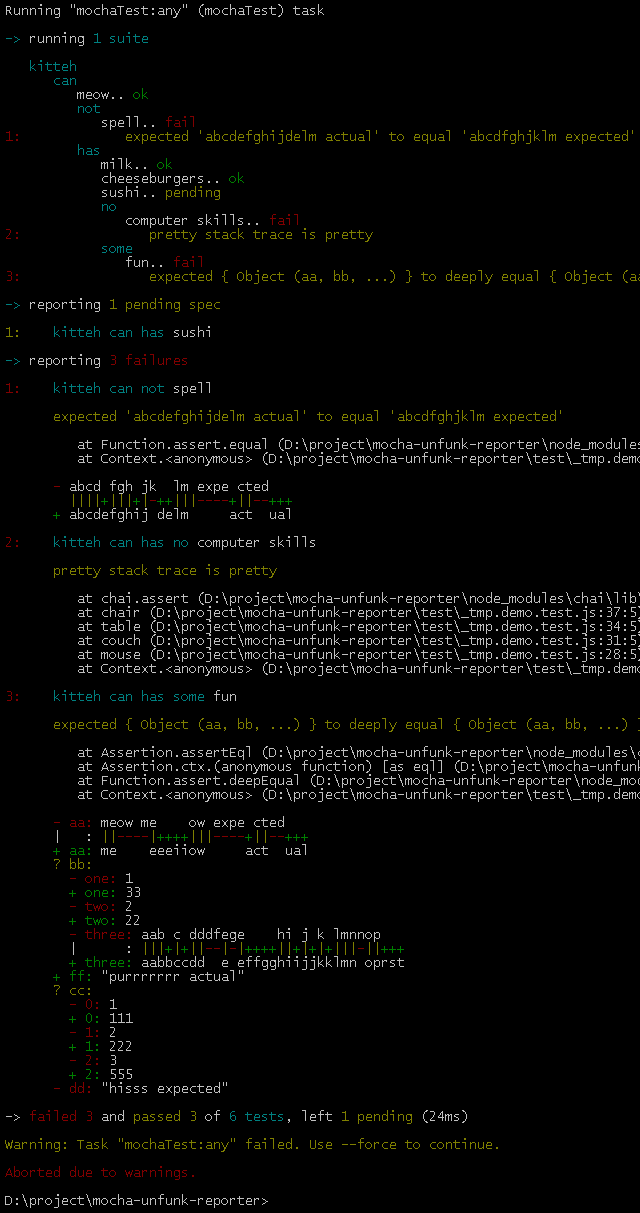 Running "mochaTest:any" (mochaTest) task
-> running 1 suite
kitteh
can
meow.. ok
not
spell.. fail
1: expected 'abcdefghijdelm actual' to equal 'abcdfghjklm expected'
has
milk.. ok
cheeseburgers.. ok
sushi.. pending
no
computer skills.. fail
2: pretty stack trace is pretty
some
fun.. fail
3: expected { Object (aa, bb, ...) } to deeply equal { Object (aa
-> reporting 1 pending spec
1: kitteh can has sushi
-> reporting 3 failures
1: kitteh can not spell
expected 'abcdefghijdelm actual' to equal 'abcdfghjklm expected'
at Function.assert.equal (D:\project\mocha-unfunk-reporter\node_modules
at Context.<anonymous> (D:\project\mocha-unfunk-reporter\test\_tmp.demo
- abcd fgh jk  lm expe cted
||||+|||+|-++|||----+||--+++
+ abcdefghij delm     act  ual
2: kitteh can has no computer skills
pretty stack trace is pretty
at chai.assert (D:\project\mocha-unfunk-reporter\node_modules\chai\lib\
at chair (D:\project\mocha-unfunk-reporter\test\_tmp.demo.test.js:37:5)
at table (D:\project\mocha-unfunk-reporter\test\_tmp.demo.test.js:34:5)
at couch (D:\project\mocha-unfunk-reporter\test\_tmp.demo.test.js:31:5)
at mouse (D:\project\mocha-unfunk-reporter\test\_tmp.demo.test.js:28:5)
at Context.<anonymous> (D:\project\mocha-unfunk-reporter\test\_tmp.demo
3: kitteh can has some fun
expected { Object (aa, bb, ...) } to deeply equal { Object (aa, bb, ...) }
at Assertion.assertEql (D:\project\mocha-unfunk-reporter\node_modules\c
at Assertion.ctx.(anonymous function) [as eql] (D:\project\mocha-unfunk
at Function.assert.deepEqual (D:\project\mocha-unfunk-reporter\node_mod
at Context.<anonymous> (D:\project\mocha-unfunk-reporter\test\_tmp.demo
- aa: meow me    ow expe cted
|   : ||----|++++|||----+||--+++
+ aa: me    eeeiiow     act  ual
? bb:
- one: 1
+ one: 33
- two: 2
+ two: 22
- three: aab c dddfege    hi j k lmnnop
|      : |||+|+||--|-|++++||+|+|+|||-||+++
+ three: aabbccdd  e effgghiijjkklmn oprst
+ ff: "purrrrrrr actual"
? cc:
- 0: 1
+ 0: 111
- 1: 2
+ 1: 222
- 2: 3
+ 2: 555
- dd: "hisss expected"
-> failed 3 and passed 3 of 6 tests, left 1 pending (24ms)
Warning: Task "mochaTest:any" failed. Use --force to continue.
Aborted due to warnings.
D:\project\mocha-unfunk-reporter>